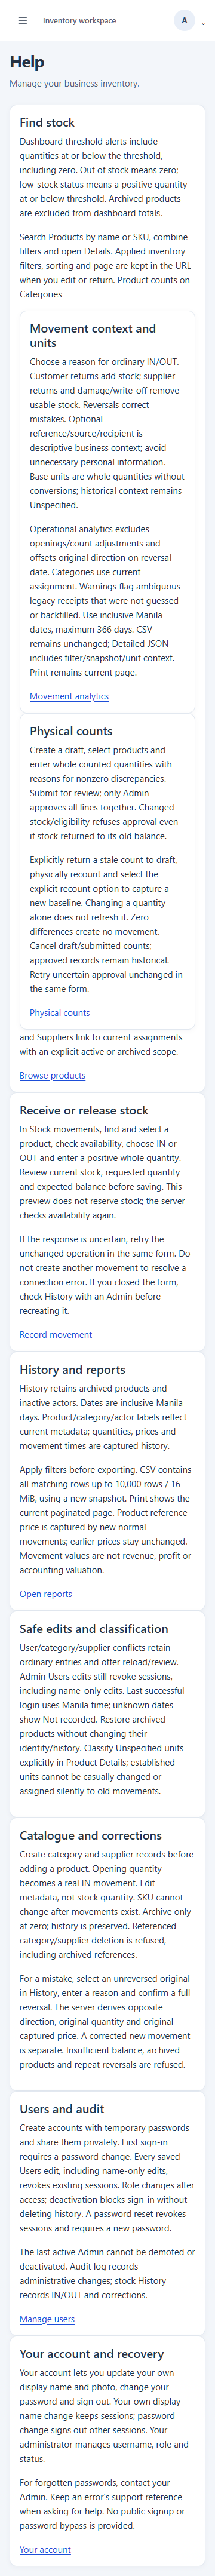 Inventory workspace
A
Help
Manage your business inventory.
Find stock
Dashboard threshold alerts include
quantities at or below the threshold,
including zero. Out of stock means zero;
low-stock status means a positive quantity
at or below threshold. Archived products
are excluded from dashboard totals.
Search Products by name or SKU, combine
filters and open Details. Applied inventory
filters, sorting and page are kept in the URL
when you edit or return. Product counts on
Categories
Movement context and
units
Choose a reason for ordinary IN/OUT.
Customer returns add stock; supplier
returns and damage/write-off remove
usable stock. Reversals correct
mistakes. Optional
reference/source/recipient is
descriptive business context; avoid
unnecessary personal information.
Base units are whole quantities without
conversions; historical context remains
Unspecified.
Operational analytics excludes
openings/count adjustments and
offsets original direction on reversal
date. Categories use current
assignment. Warnings flag ambiguous
legacy receipts that were not guessed
or backfilled. Use inclusive Manila
dates, maximum 366 days. CSV
remains unchanged; Detailed JSON
includes filter/snapshot/unit context.
Print remains current page.
Movement analytics
Physical counts
Create a draft, select products and
enter whole counted quantities with
reasons for nonzero discrepancies.
Submit for review; only Admin
approves all lines together. Changed
stock/eligibility refuses approval even
if stock returned to its old balance.
Explicitly return a stale count to draft,
physically recount and select the
explicit recount option to capture a
new baseline. Changing a quantity
alone does not refresh it. Zero
differences create no movement.
Cancel draft/submitted counts;
approved records remain historical.
Retry uncertain approval unchanged in
the same form.
Physical counts
and Suppliers link to current assignments
with an explicit active or archived scope.
Browse products
Receive or release stock
In Stock movements, find and select a
product, check availability, choose IN or
OUT and enter a positive whole quantity.
Review current stock, requested quantity
and expected balance before saving. This
preview does not reserve stock; the server
checks availability again.
If the response is uncertain, retry the
unchanged operation in the same form. Do
not create another movement to resolve a
connection error. If you closed the form,
check History with an Admin before
recreating it.
Record movement
History and reports
History retains archived products and
inactive actors. Dates are inclusive Manila
days. Product/category/actor labels reflect
current metadata; quantities, prices and
movement times are captured history.
Apply filters before exporting. CSV contains
all matching rows up to 10,000 rows / 16
MiB, using a new snapshot. Print shows the
current paginated page. Product reference
price is captured by new normal
movements; earlier prices stay unchanged.
Movement values are not revenue, profit or
accounting valuation.
Open reports
Safe edits and classification
User/category/supplier conflicts retain
ordinary entries and offer reload/review.
Admin Users edits still revoke sessions,
including name-only edits. Last successful
login uses Manila time; unknown dates
show Not recorded. Restore archived
products without changing their
identity/history. Classify Unspecified units
explicitly in Product Details; established
units cannot be casually changed or
assigned silently to old movements.
Catalogue and corrections
Create category and supplier records before
adding a product. Opening quantity
becomes a real IN movement. Edit
metadata, not stock quantity. SKU cannot
change after movements exist. Archive only
at zero; history is preserved. Referenced
category/supplier deletion is refused,
including archived references.
For a mistake, select an unreversed original
in History, enter a reason and confirm a full
reversal. The server derives opposite
direction, original quantity and original
captured price. A corrected new movement
is separate. Insufficient balance, archived
products and repeat reversals are refused.
Users and audit
Create accounts with temporary passwords
and share them privately. First sign-in
requires a password change. Every saved
Users edit, including name-only edits,
revokes existing sessions. Role changes alter
access; deactivation blocks sign-in without
deleting history. A password reset revokes
sessions and requires a new password.
The last active Admin cannot be demoted or
deactivated. Audit log records
administrative changes; stock History
records IN/OUT and corrections.
Manage users
Your account and recovery
Your account lets you update your own
display name and photo, change your
password and sign out. Your own display-
name change keeps sessions; password
change signs out other sessions. Your
administrator manages username, role and
status.
For forgotten passwords, contact your
Admin. Keep an error's support reference
when asking for help. No public signup or
password bypass is provided.
Your account